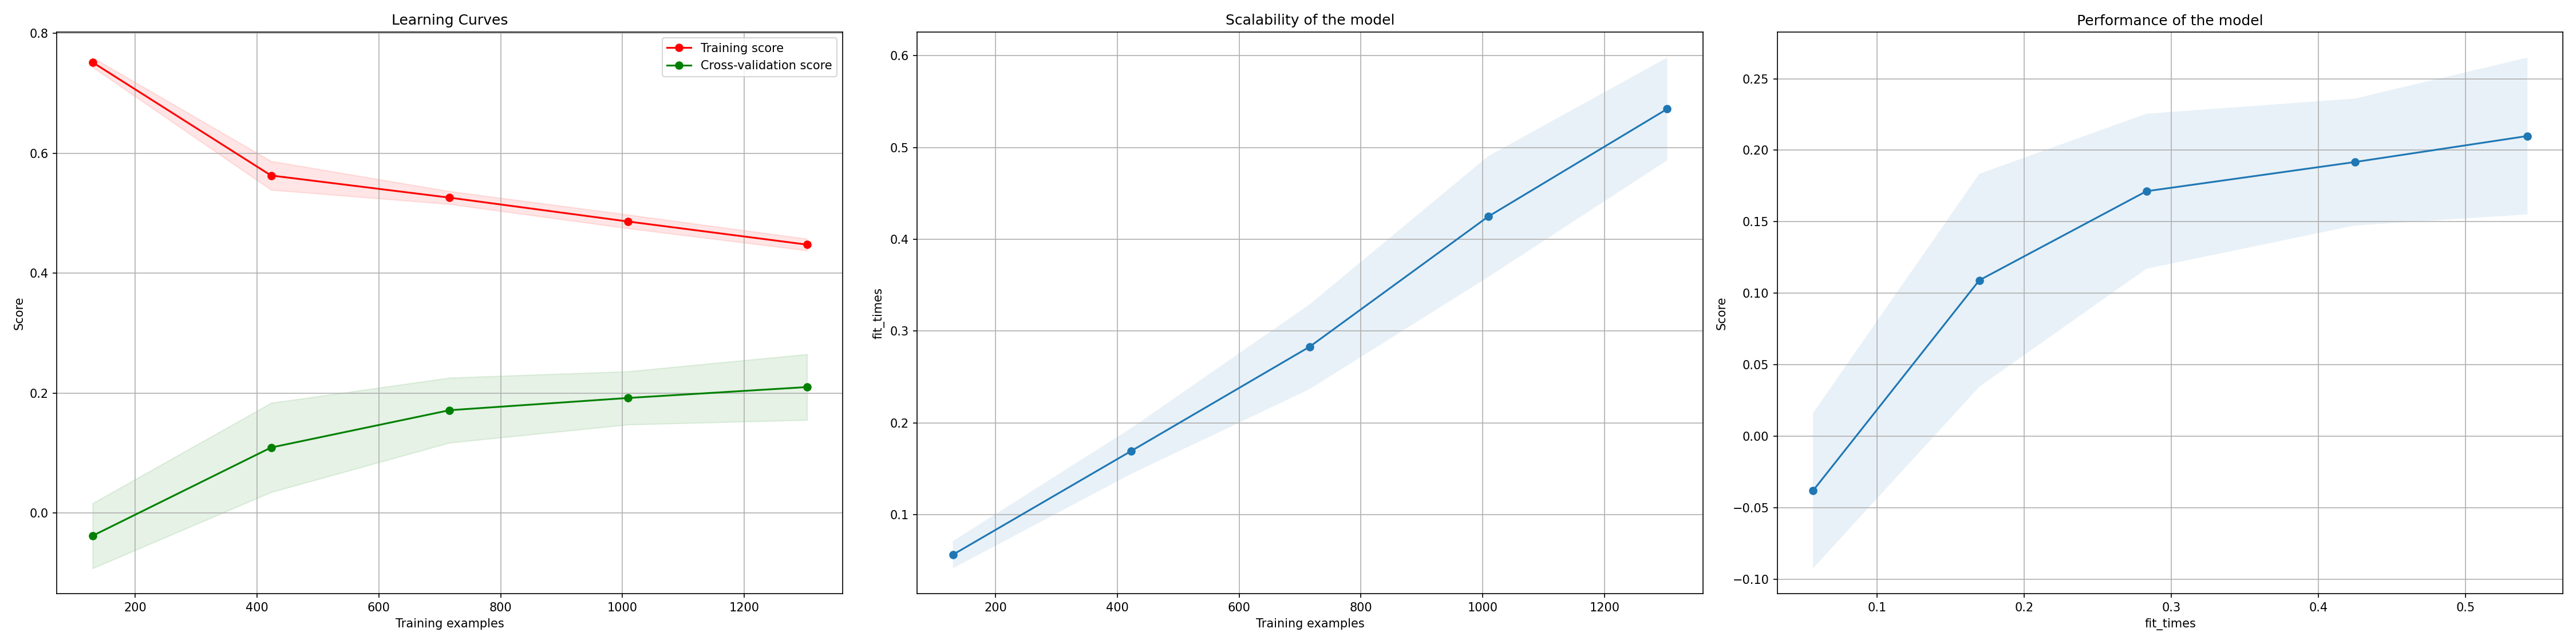 Learning Curves
Training score
Cross-validation score
0.8
0.6
0.4
0.2
0.0
Score
200 400 600 800 1000 1200
Training examples
Scalability of the model
0.6
0.5
0.4
0.3
0.2
0.1
fit_times
200 400 600 800 1000 1200
Training examples
Performance of the model
0.25
0.20
0.15
0.10
0.05
0.00
−0.05
−0.10
Score
0.1 0.2 0.3 0.4 0.5
fit_times